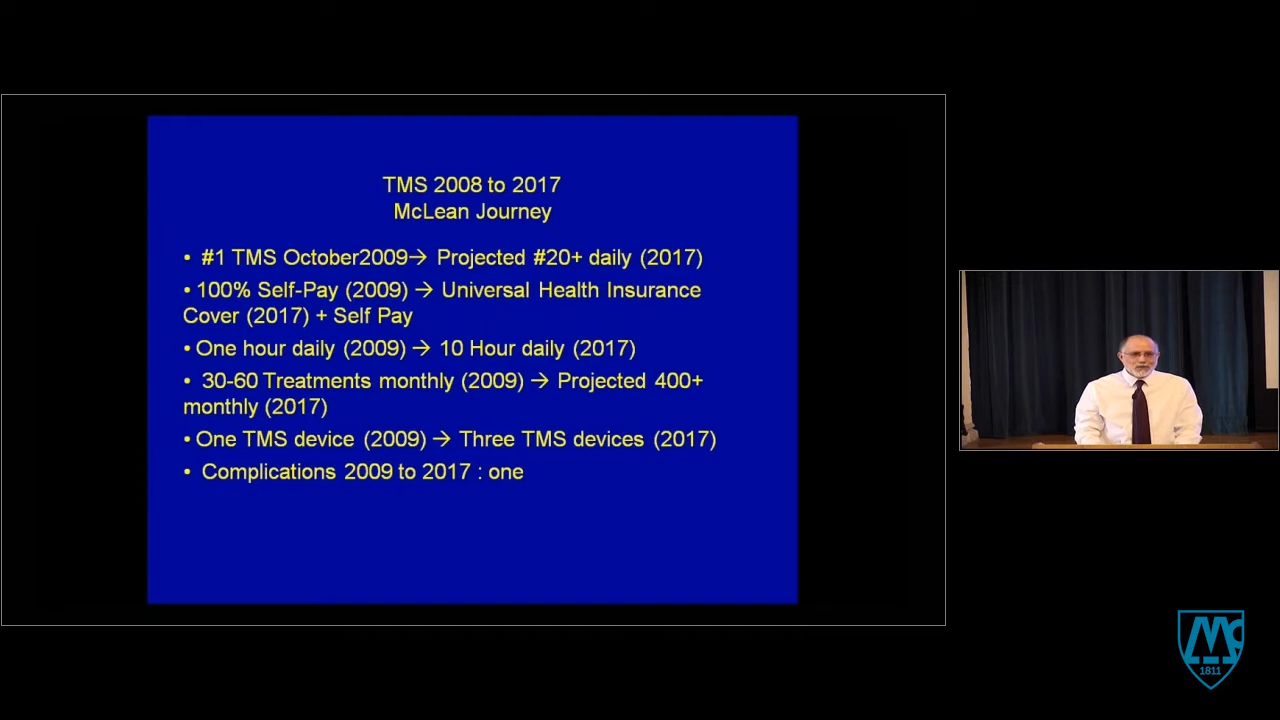 TMS 2008 to 2017
McLean Journey
• #1 TMS October2009→ Projected #20+ daily (2017)
• 100% Self-Pay (2009) → Universal Health Insurance
Cover (2017) + Self Pay
• One hour daily (2009) → 10 Hour daily (2017)
• 30-60 Treatments monthly (2009) → Projected 400+
monthly (2017)
• One TMS device (2009) → Three TMS devices (2017)
• Complications 2009 to 2017 : one
Mc
1811